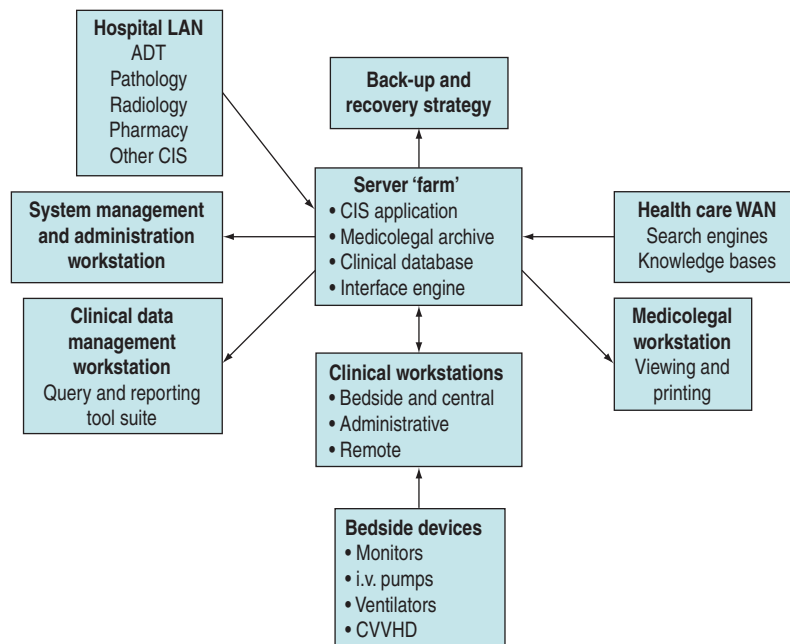 Hospital LAN
ADT
Pathology
Radiology
Pharmacy
Other CIS
Back-up and
recovery strategy
Server ‘farm’
• CIS application
• Medicolegal archive
• Clinical database
• Interface engine
System management
and administration
workstation
Health care WAN
Search engines
Knowledge bases
Clinical data
management
workstation
Query and reporting
tool suite
Medicolegal
workstation
Viewing and
printing
Clinical workstations
• Bedside and central
• Administrative
• Remote
Bedside devices
• Monitors
• i.v. pumps
• Ventilators
• CVVHD